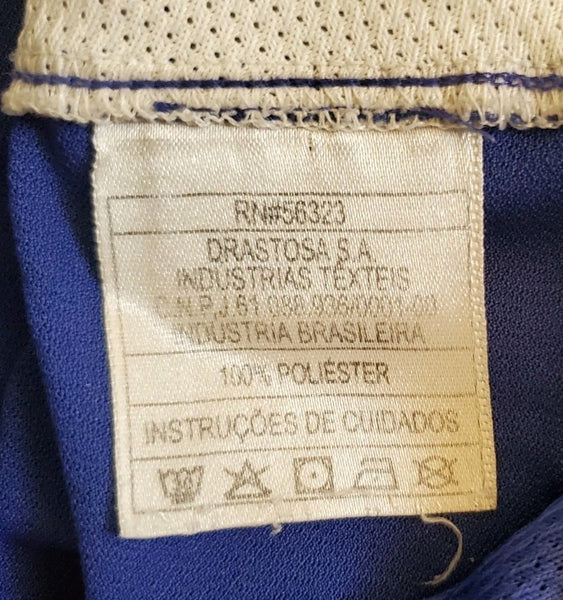 RN#56323
DRASTOSA S.A.
INDUSTRIAS TEXTEIS
C.N.P.J.
INDUSTRIA BRASILEIRA
100% POLIÉSTER
INSTRUÇÕES DE CUIDADOS